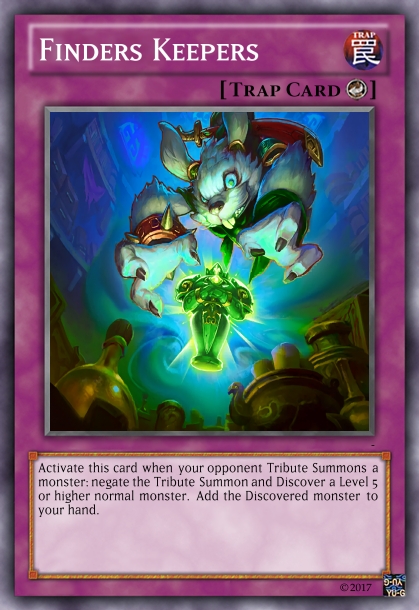 FINDERS KEEPERS
TRAP
罠
[TRAP CARD]
Activate this card when your opponent Tribute Summons a
monster: negate the Tribute Summon and Discover a Level 5
or higher normal monster. Add the Discovered monster to
your hand.
©2017
YU-G